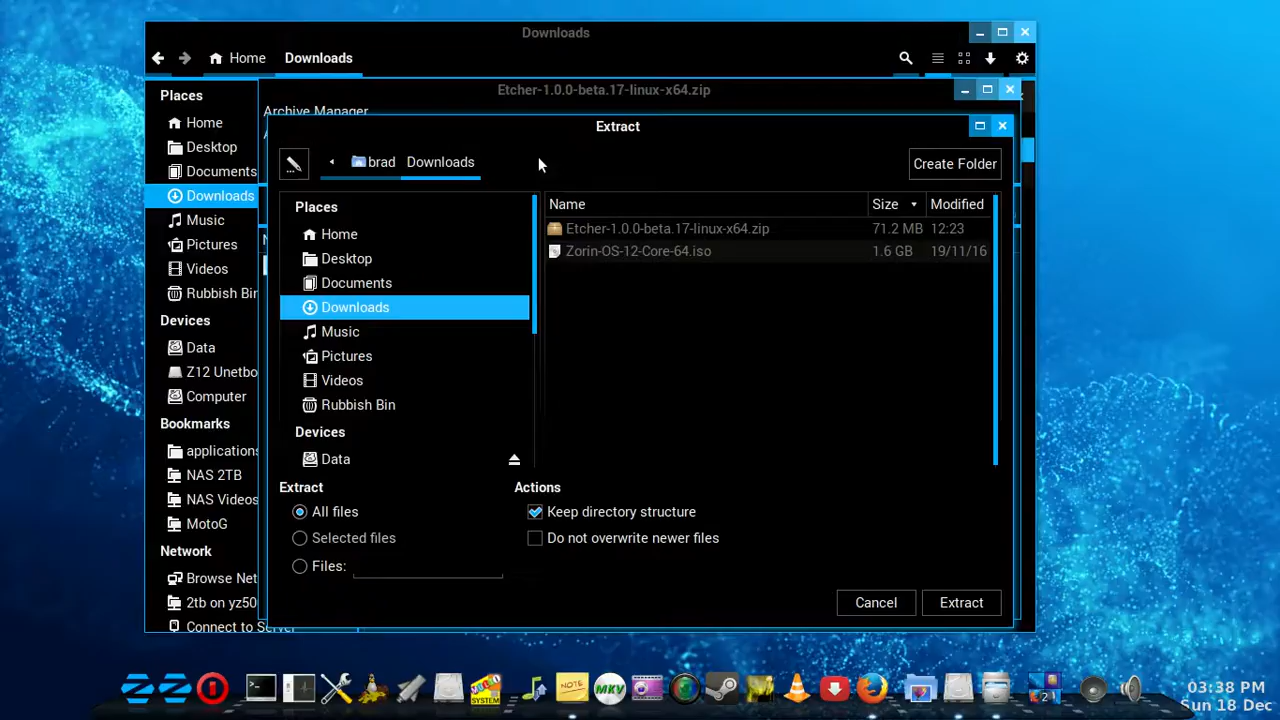 Downloads
Home
Downloads
Places
Home
Desktop
Documents
Downloads
Music
Pictures
Videos
Rubbish Bin
Devices
Data
Z12 Unetbo
Computer
Bookmarks
applications
NAS 2TB
NAS Videos
MotoG
Network
Browse Net
2tb on yz50
Connect to Server
Etcher-1.0.0-beta.17-linux-x64.zip
Archive Manager
Extract
brad
Downloads
Create Folder
Places
Home
Desktop
Documents
Downloads
Music
Pictures
Videos
Rubbish Bin
Devices
Data
Name Size Modified
Etcher-1.0.0-beta.17-linux-x64.zip 71.2 MB 12:23
Zorin-OS-12-Core-64.iso 1.6 GB 19/11/16
Extract
All files
Selected files
Files:
Actions
Keep directory structure
Do not overwrite newer files
Cancel
Extract
SYSTEM
NOTE
MKV
2
03:38 PM
Sun 18 Dec